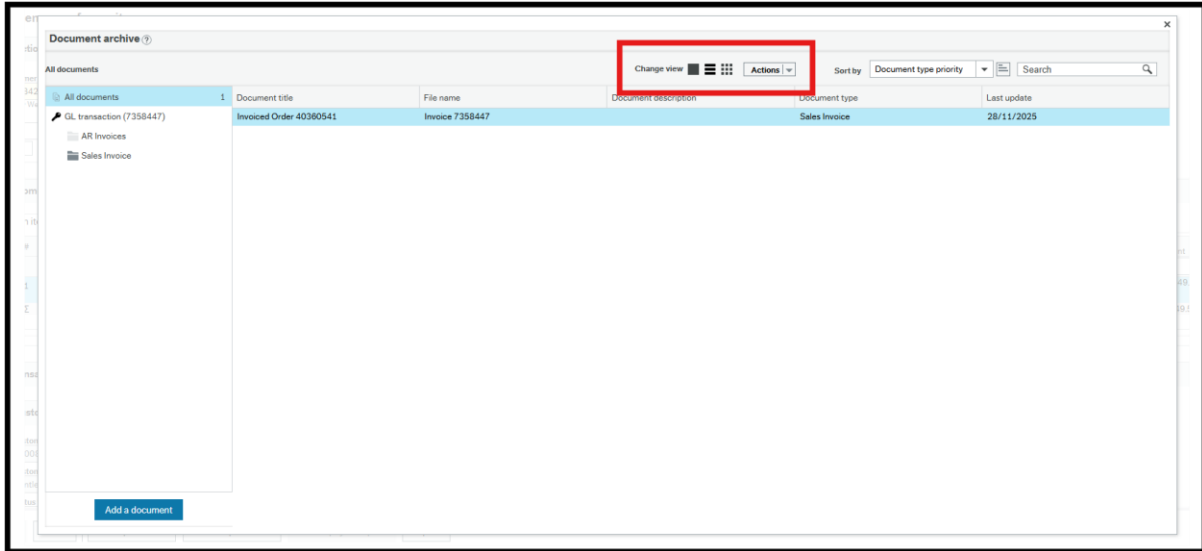 Document archive ?
All documents
Change view Actions Sort by Document type priority Search
All documents 1
GL transaction (7358447)
AR Invoices
Sales Invoice
Document title File name Document description Document type Last update
Invoiced Order 40360541 Invoice 7358447 Sales Invoice 28/11/2025
Add a document